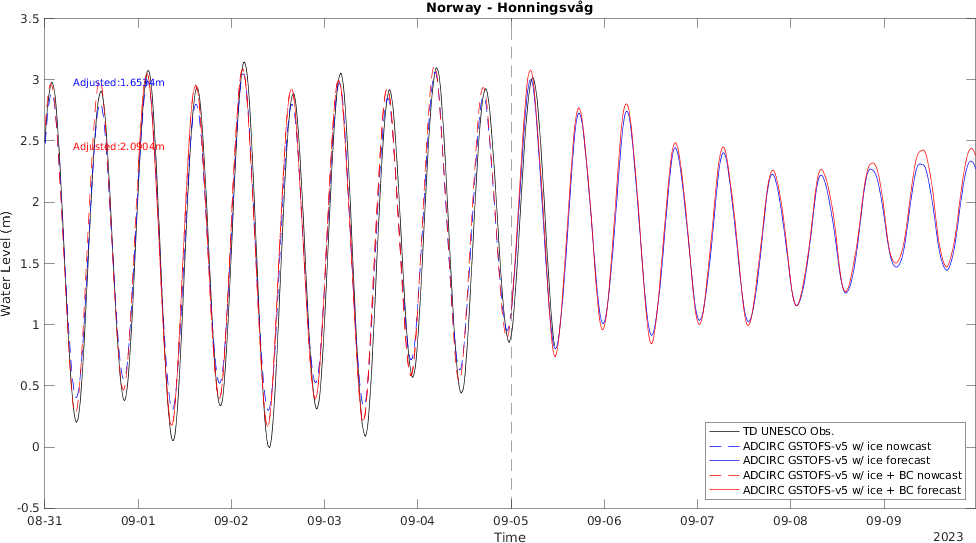 Norway - Honningsvåg
3.5
3
2.5
2
1.5
1
0.5
0
-0.5
Water Level (m)
Adjusted:1.6534m
Adjusted:2.0904m
TD UNESCO Obs.
ADCIRC GSTOFS-v5 w/ ice nowcast
ADCIRC GSTOFS-v5 w/ ice forecast
ADCIRC GSTOFS-v5 w/ ice + BC nowcast
ADCIRC GSTOFS-v5 w/ ice + BC forecast
08-31 09-01 09-02 09-03 09-04 09-05 09-06 09-07 09-08 09-09
Time
2023